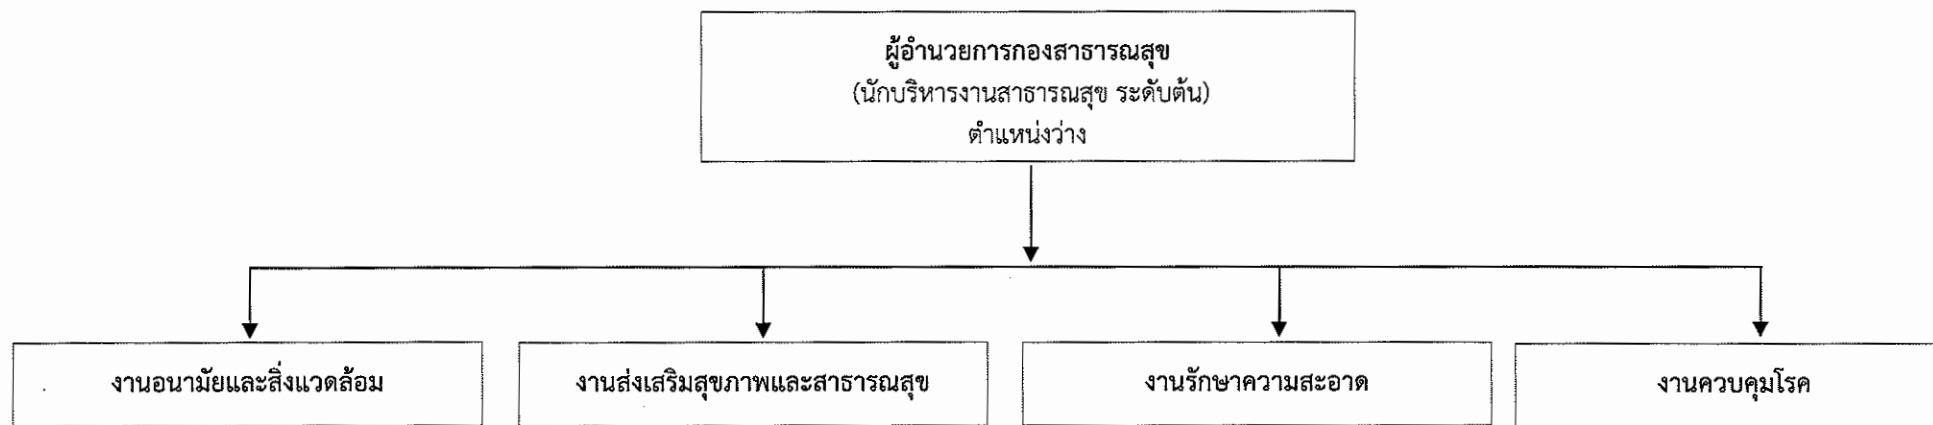 ผู้อำนวยการกองสาธารณสุข
(นักบริหารงานสาธารณสุข ระดับต้น)
ตำแหน่งว่าง
งานอนามัยและสิ่งแวดล้อม
งานส่งเสริมสุขภาพและสาธารณสุข
งานรักษาความสะอาด
งานควบคุมโรค